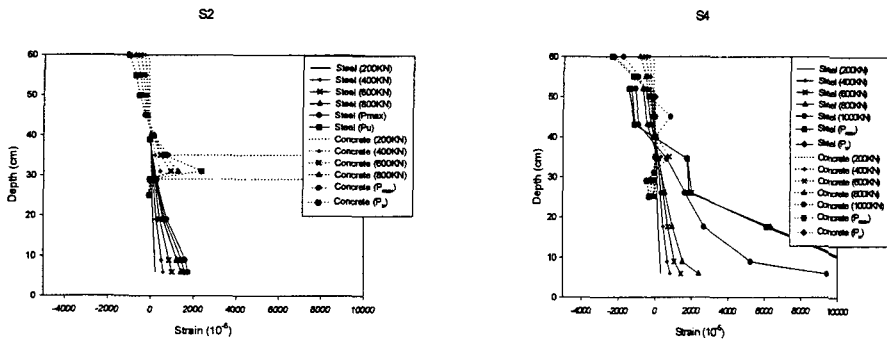 S2
60
50
40
30
20
10
0
Depth (cm)
-4000 -2000 0 2000 4000 6000 8000 10000
Strain (10⁻⁶)
Steel (200KN)
Steel (400KN)
Steel (600KN)
Steel (800KN)
Steel (Pmax)
Steel (Pu)
Concrete (200KN)
Concrete (400KN)
Concrete (600KN)
Concrete (800KN)
Concrete (Pmax)
Concrete (Pu)
S4
60
50
40
30
20
10
0
Depth (cm)
-4000 -2000 0 2000 4000 6000 8000 10000
Strain (10⁻⁶)
Steel (200KN)
Steel (400KN)
Steel (600KN)
Steel (800KN)
Steel (1000KN)
Steel (Pmax)
Steel (Pu)
Concrete (200KN)
Concrete (400KN)
Concrete (600KN)
Concrete (800KN)
Concrete (1000KN)
Concrete (Pmax)
Concrete (Pu)